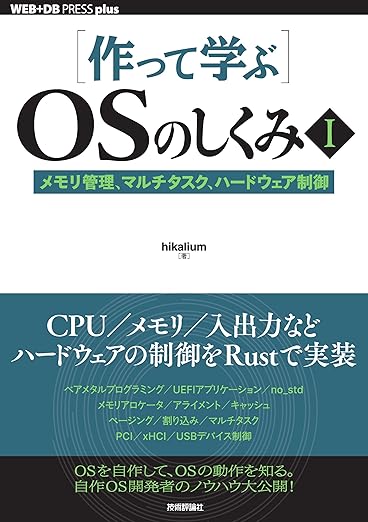 WEB+DB PRESS plus
[作って学ぶ]
OSのしくみ I
メモリ管理、マルチタスク、ハードウェア制御
hikalium
[著]
CPU／メモリ／入出力など
ハードウェアの制御をRustで実装
ベアメタルプログラミング／UEFIアプリケーション／no_std
メモリアロケータ／アライメント／キャッシュ
ページング／割り込み／マルチタスク
PCI／xHCI／USBデバイス制御
OSを自作して、OSの動作を知る。
自作OS開発者のノウハウ大公開！
技術評論社